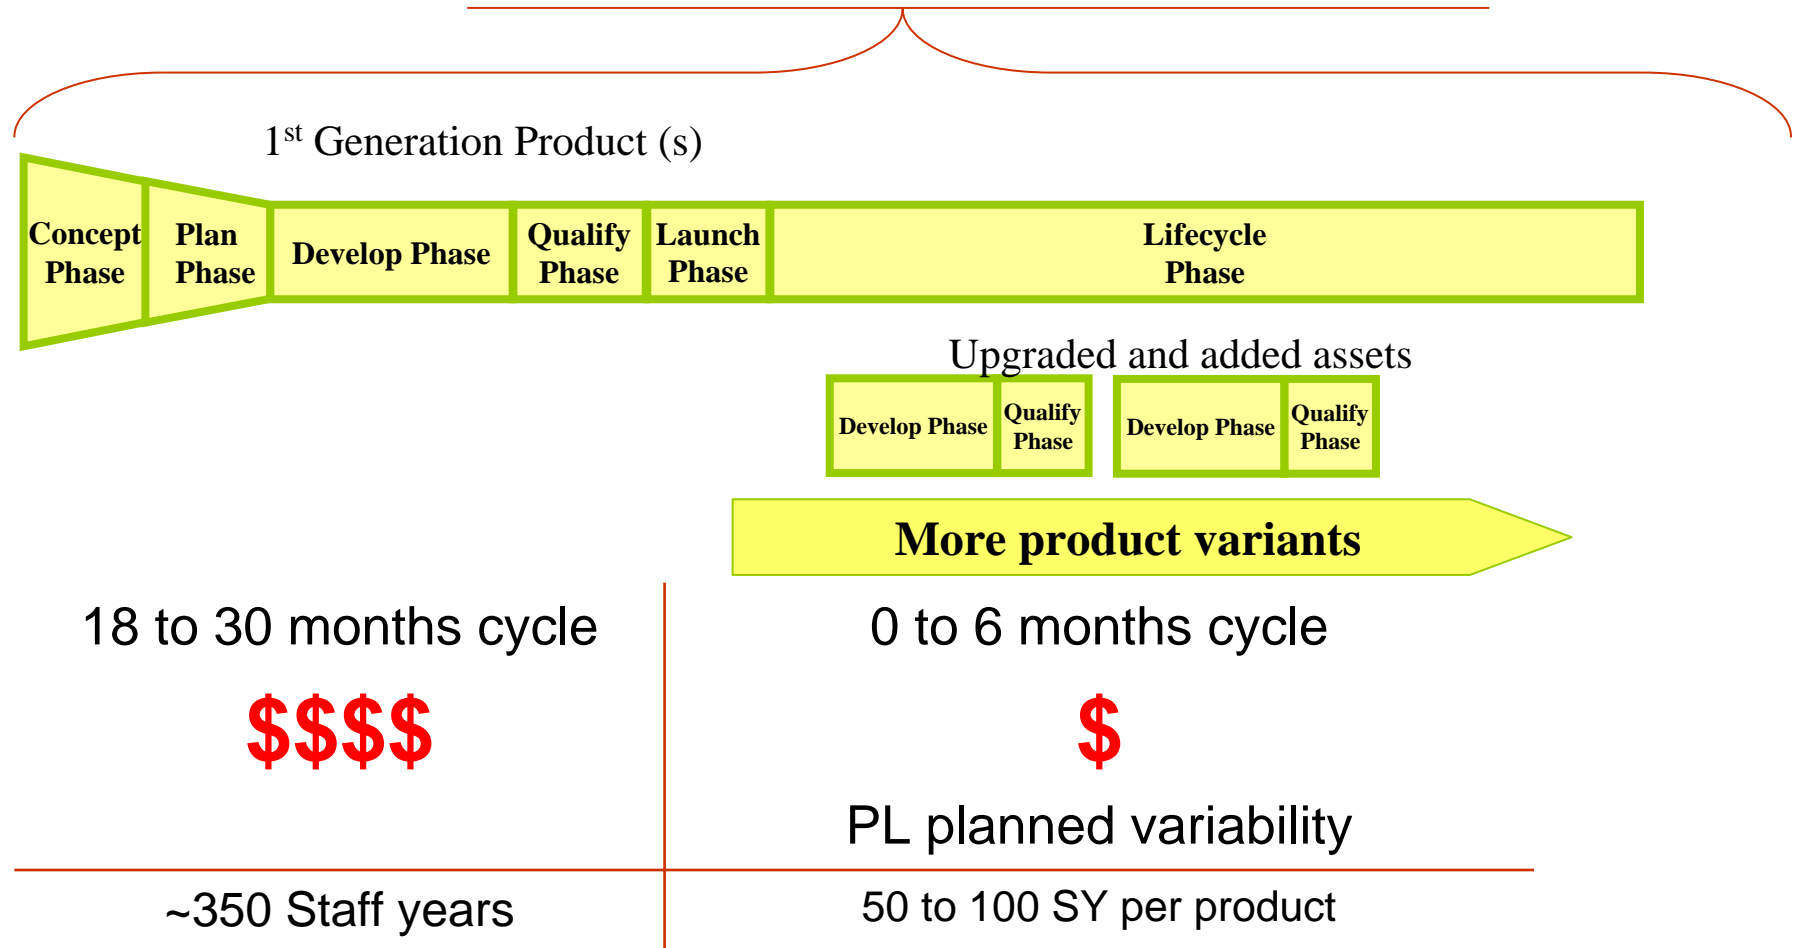 1st Generation Product (s)
Concept
Phase
Plan
Phase
Develop Phase
Qualify
Phase
Launch
Phase
Lifecycle
Phase
Upgraded and added assets
Develop Phase
Qualify
Phase
Develop Phase
Qualify
Phase
More product variants
18 to 30 months cycle
0 to 6 months cycle
$$$$
$
PL planned variability
~350 Staff years
50 to 100 SY per product